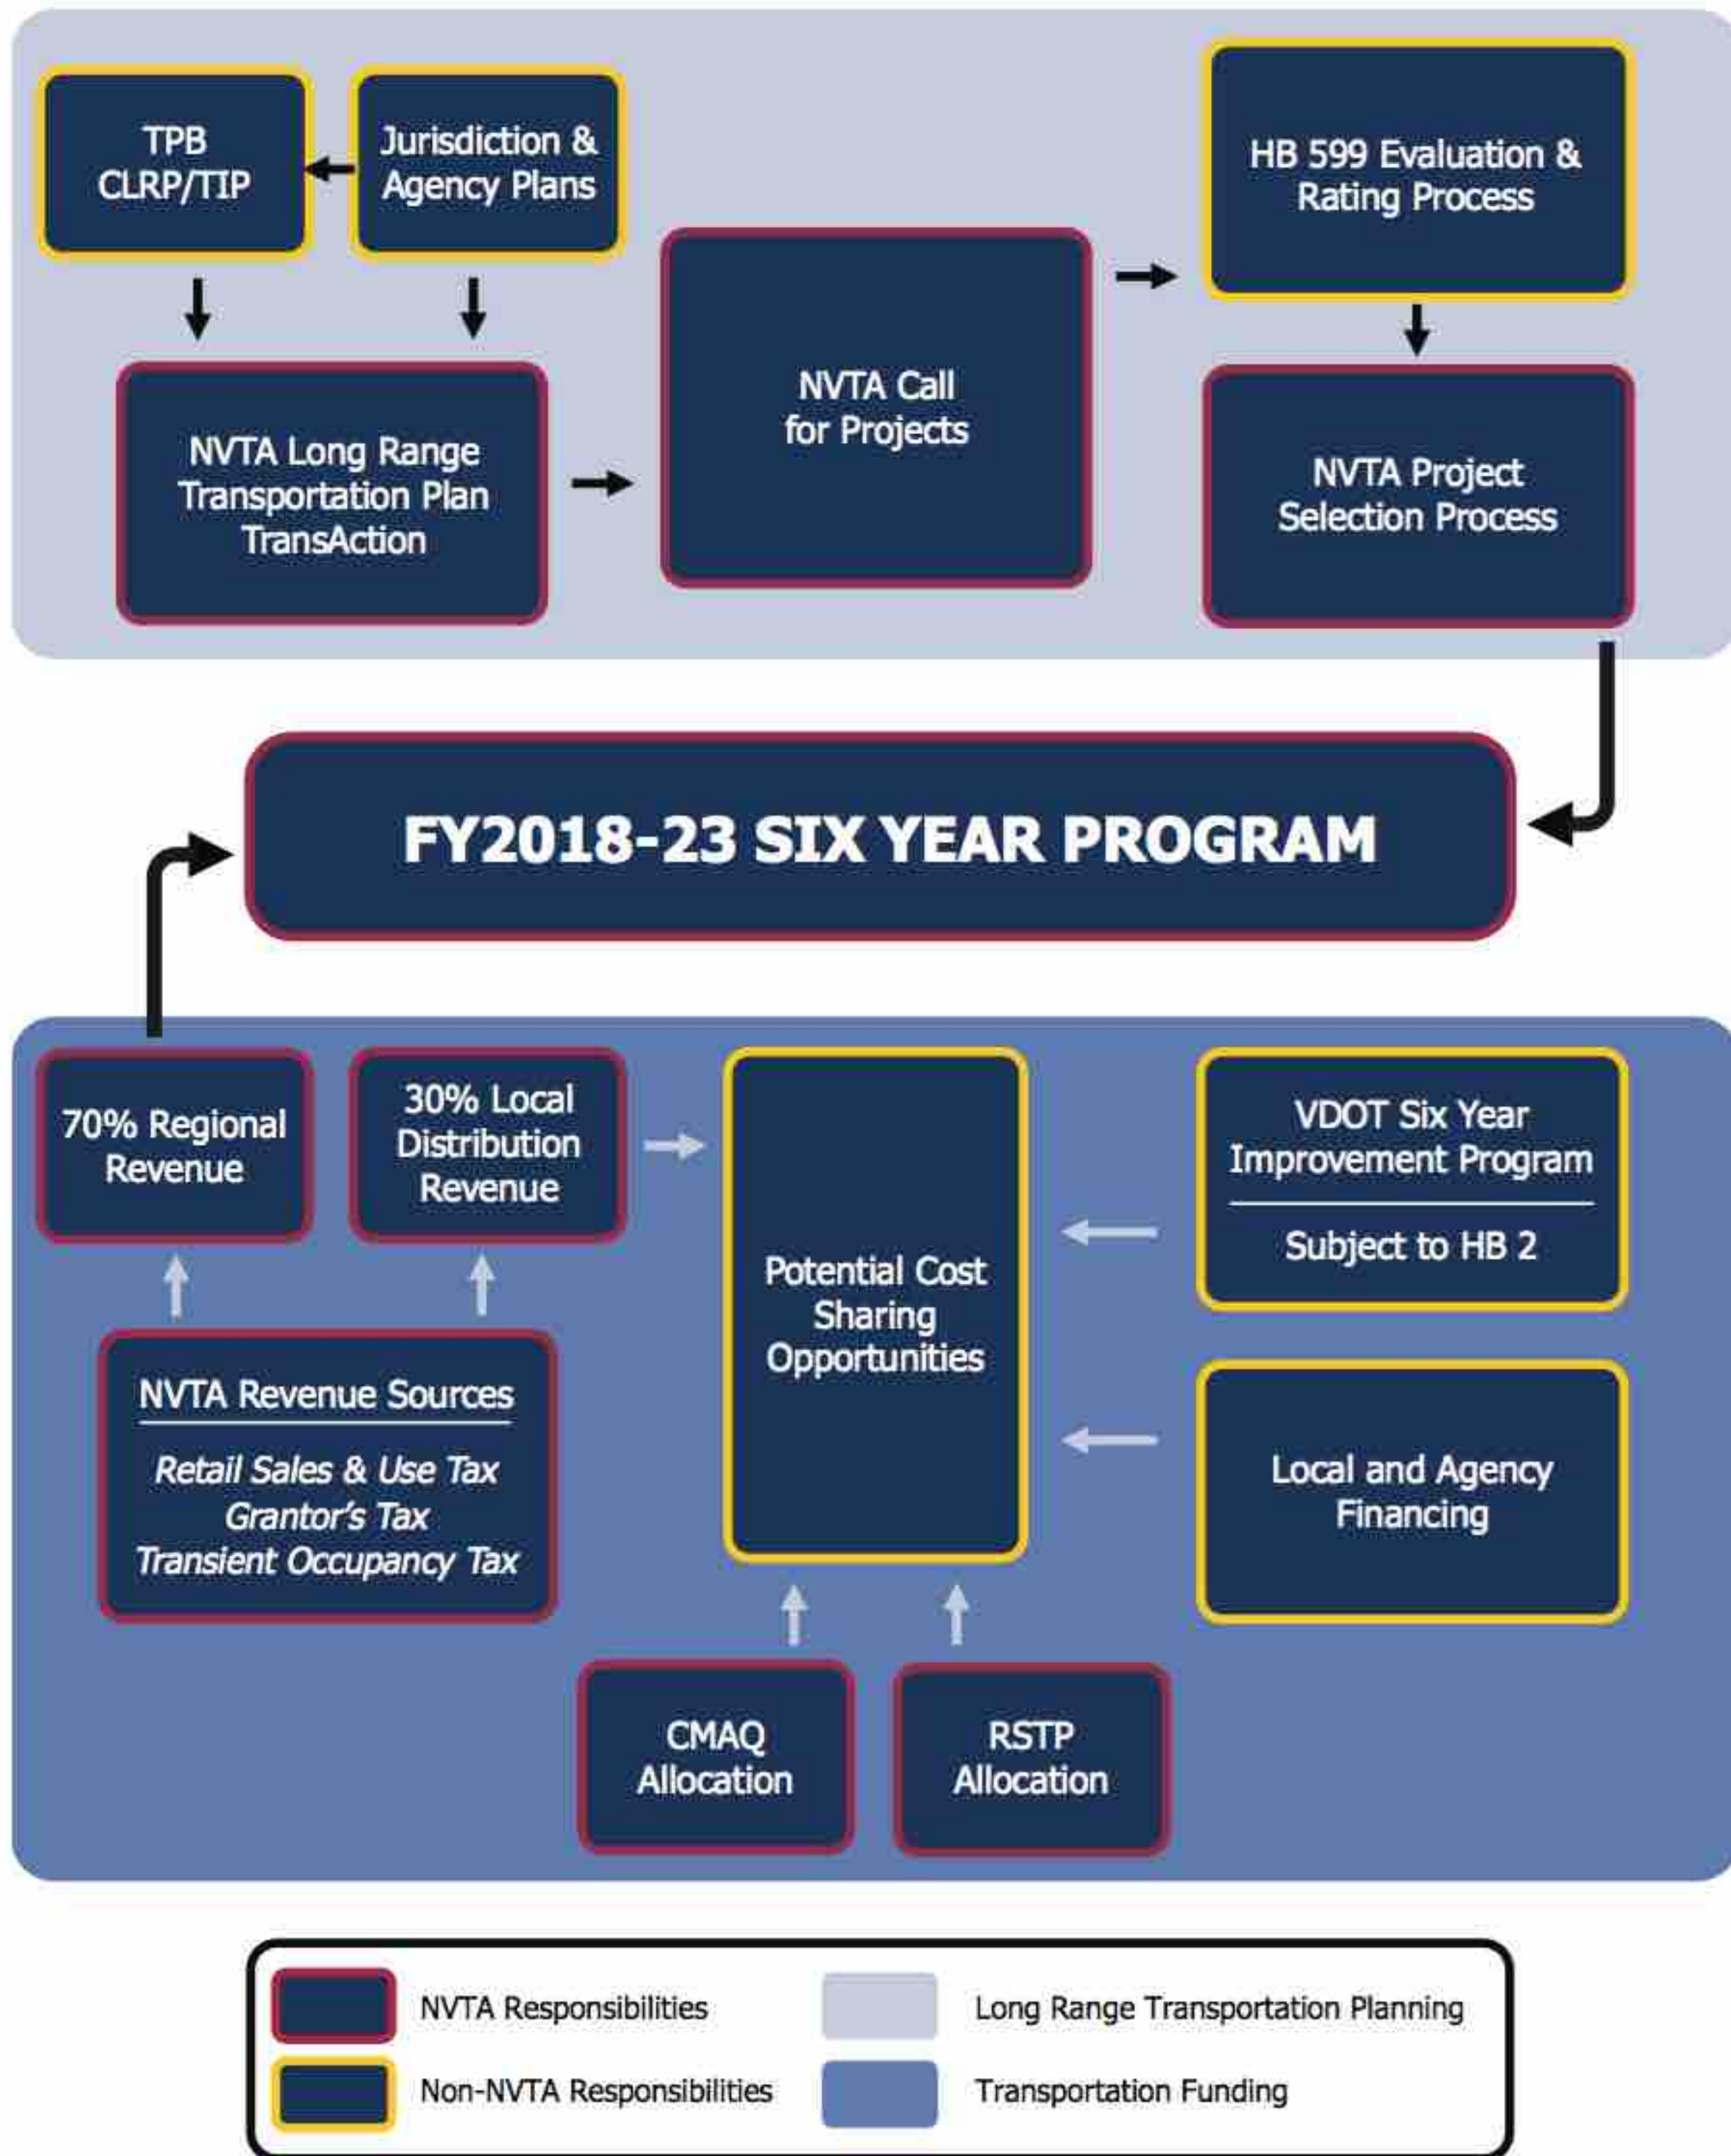 TPB
CLRP/TIP
Jurisdiction &
Agency Plans
HB 599 Evaluation &
Rating Process
NVTA Long Range
Transportation Plan
TransAction
NVTA Call
for Projects
NVTA Project
Selection Process
FY2018-23 SIX YEAR PROGRAM
70% Regional
Revenue
30% Local
Distribution
Revenue
Potential Cost
Sharing
Opportunities
VDOT Six Year
Improvement Program
Subject to HB 2
NVTA Revenue Sources
Retail Sales & Use Tax
Grantor's Tax
Transient Occupancy Tax
Local and Agency
Financing
CMAQ
Allocation
RSTP
Allocation
NVTA Responsibilities
Long Range Transportation Planning
Non-NVTA Responsibilities
Transportation Funding